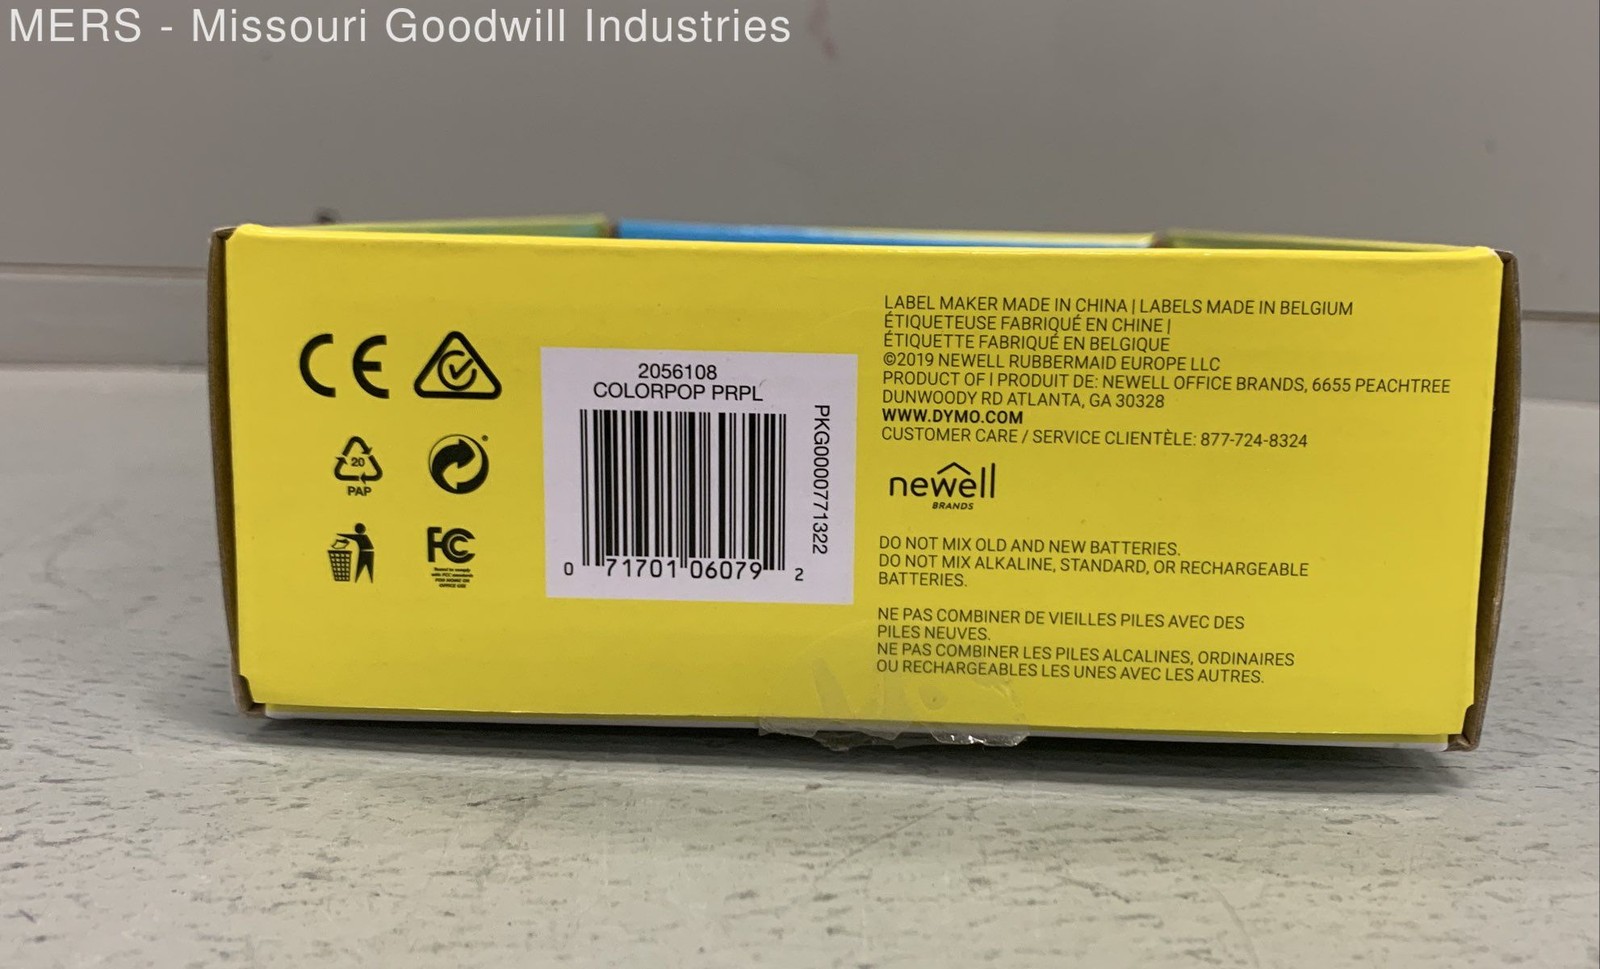 MERS - Missouri Goodwill Industries
CE
20
PAP
FC
2056108
COLORPOP PRPL
PKG0000771322
0 71701 06079 2
LABEL MAKER MADE IN CHINA | LABELS MADE IN BELGIUM
ÉTIQUETEUSE FABRIQUÉ EN CHINE |
ÉTIQUETTE FABRIQUÉ EN BELGIQUE
©2019 NEWELL RUBBERMAID EUROPE LLC
PRODUCT OF | PRODUIT DE: NEWELL OFFICE BRANDS, 6655 PEACHTREE
DUNWOODY RD ATLANTA, GA 30328
WWW.DYMO.COM
CUSTOMER CARE / SERVICE CLIENTÈLE: 877-724-8324
newell
BRANDS
DO NOT MIX OLD AND NEW BATTERIES.
DO NOT MIX ALKALINE, STANDARD, OR RECHARGEABLE
BATTERIES.
NE PAS COMBINER DE VIEILLES PILES AVEC DES
PILES NEUVES.
NE PAS COMBINER LES PILES ALCALINES, ORDINAIRES
OU RECHARGEABLES LES UNES AVEC LES AUTRES.